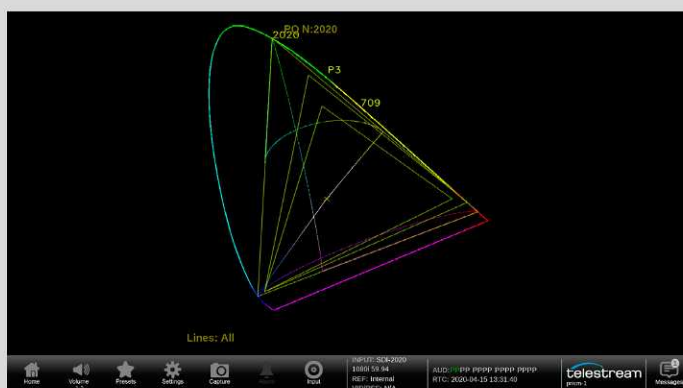 PQ N:2020
2020
P3
709
Lines: All
INPUT: SDI-2020
1080i 59.94
REF: Internal
AUD:PPPP PPPP PPPP PPPP
RTC: 2020-04-15 13:31:40
telestream
prism-1
Home
Volume
Presets
Settings
Capture
Input
Messages